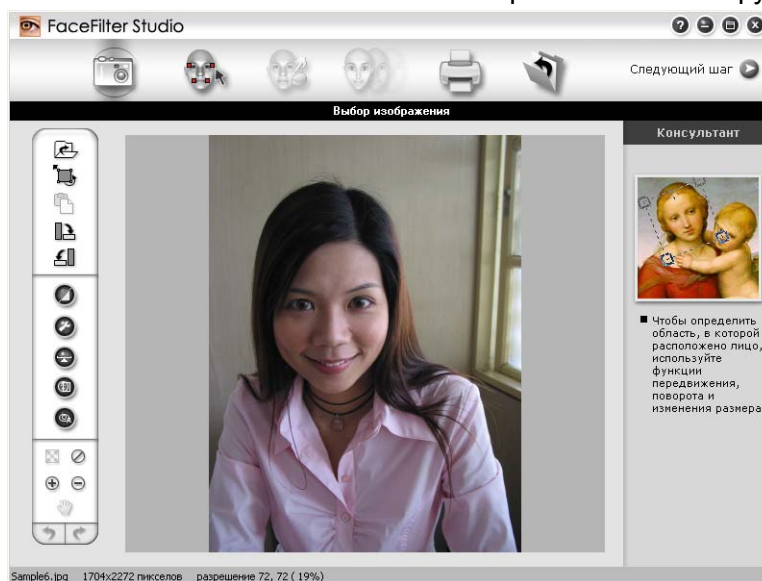 FaceFilter Studio
Следующий шаг
Выбор изображения
Консультант
Чтобы определить
область, в которой
расположено лицо,
используйте
функции
передвижения,
поворота и
изменения размера
Sample6.jpg 1704x2272 пикселов разрешение 72, 72 ( 19%)